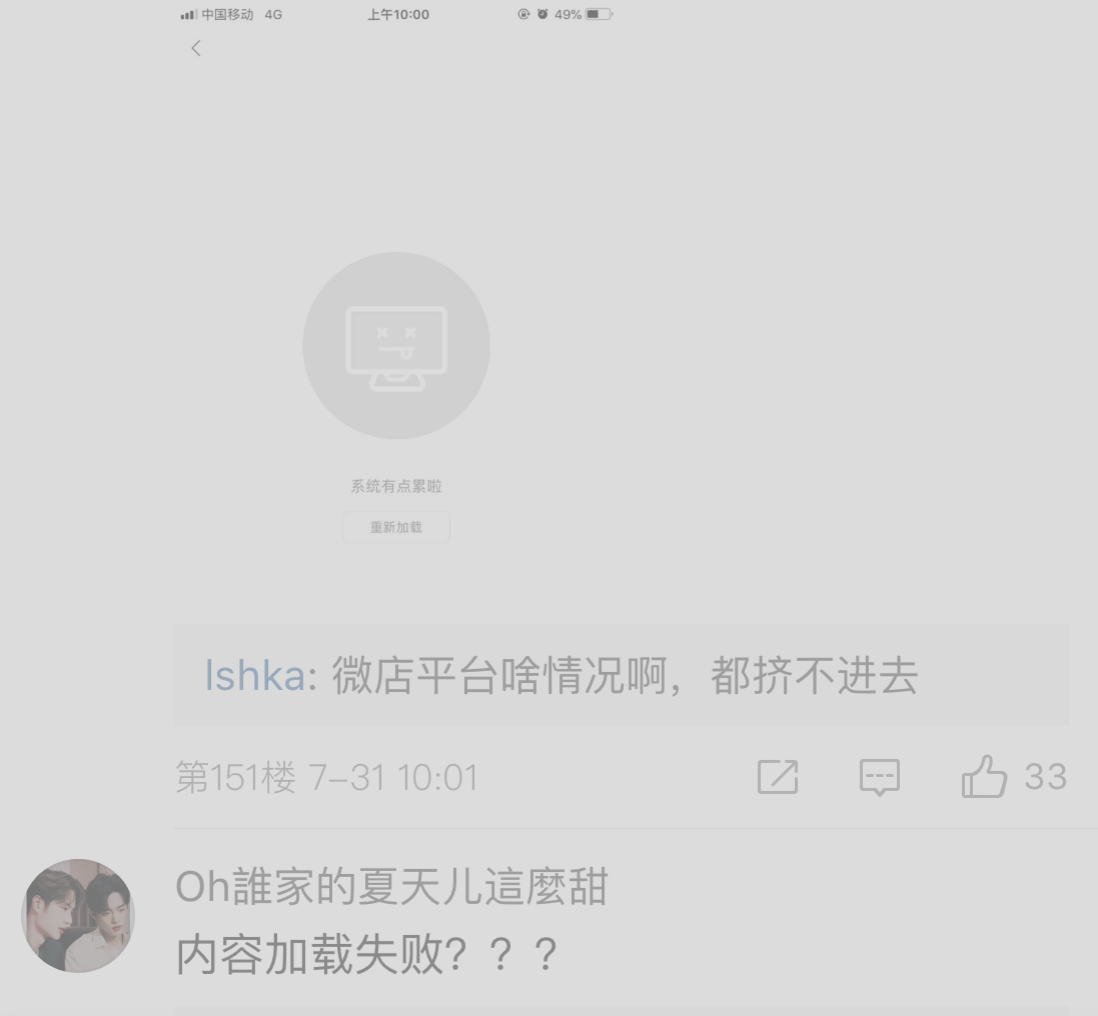 中国移动 4G 上午10:00 49%
系统有点累啦
重新加载
Ishka: 微店平台啥情况啊，都挤不进去
第151楼 7-31 10:01 33
Oh誰家的夏天儿這麼甜
内容加载失败？？？